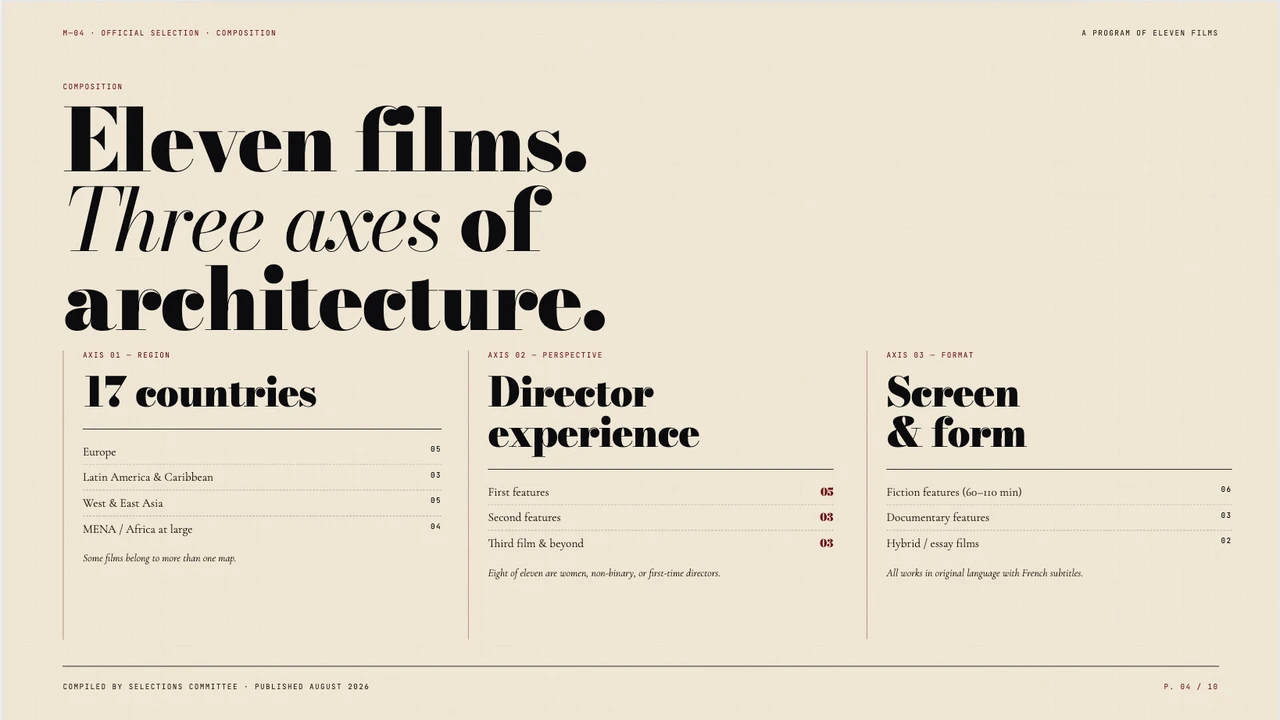 M—04 · OFFICIAL SELECTION · COMPOSITION
A PROGRAM OF ELEVEN FILMS
COMPOSITION
Eleven films.
Three axes of
architecture.
AXIS 01 — REGION
17 countries
Europe 05
Latin America & Caribbean 03
West & East Asia 05
MENA / Africa at large 04
Some films belong to more than one map.
AXIS 02 — PERSPECTIVE
Director
experience
First features 05
Second features 03
Third film & beyond 03
Eight of eleven are women, non-binary, or first-time directors.
AXIS 03 — FORMAT
Screen
& form
Fiction features (60–110 min) 06
Documentary features 03
Hybrid / essay films 02
All works in original language with French subtitles.
COMPILED BY SELECTIONS COMMITTEE · PUBLISHED AUGUST 2026
P. 04 / 10